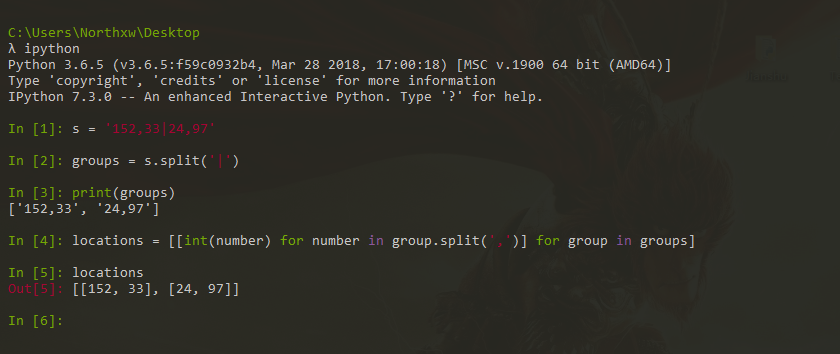 C:\Users\Northxw\Desktop
λ ipython
Python 3.6.5 (v3.6.5:f59c0932b4, Mar 28 2018, 17:00:18) [MSC v.1900 64 bit (AMD64)]
Type 'copyright', 'credits' or 'license' for more information
IPython 7.3.0 -- An enhanced Interactive Python. Type '?' for help.
In [1]: s = '152,33|24,97'
In [2]: groups = s.split('|')
In [3]: print(groups)
['152,33', '24,97']
In [4]: locations = [[int(number) for number in group.split(',')] for group in groups]
In [5]: locations
Out[5]: [[152, 33], [24, 97]]
In [6]: